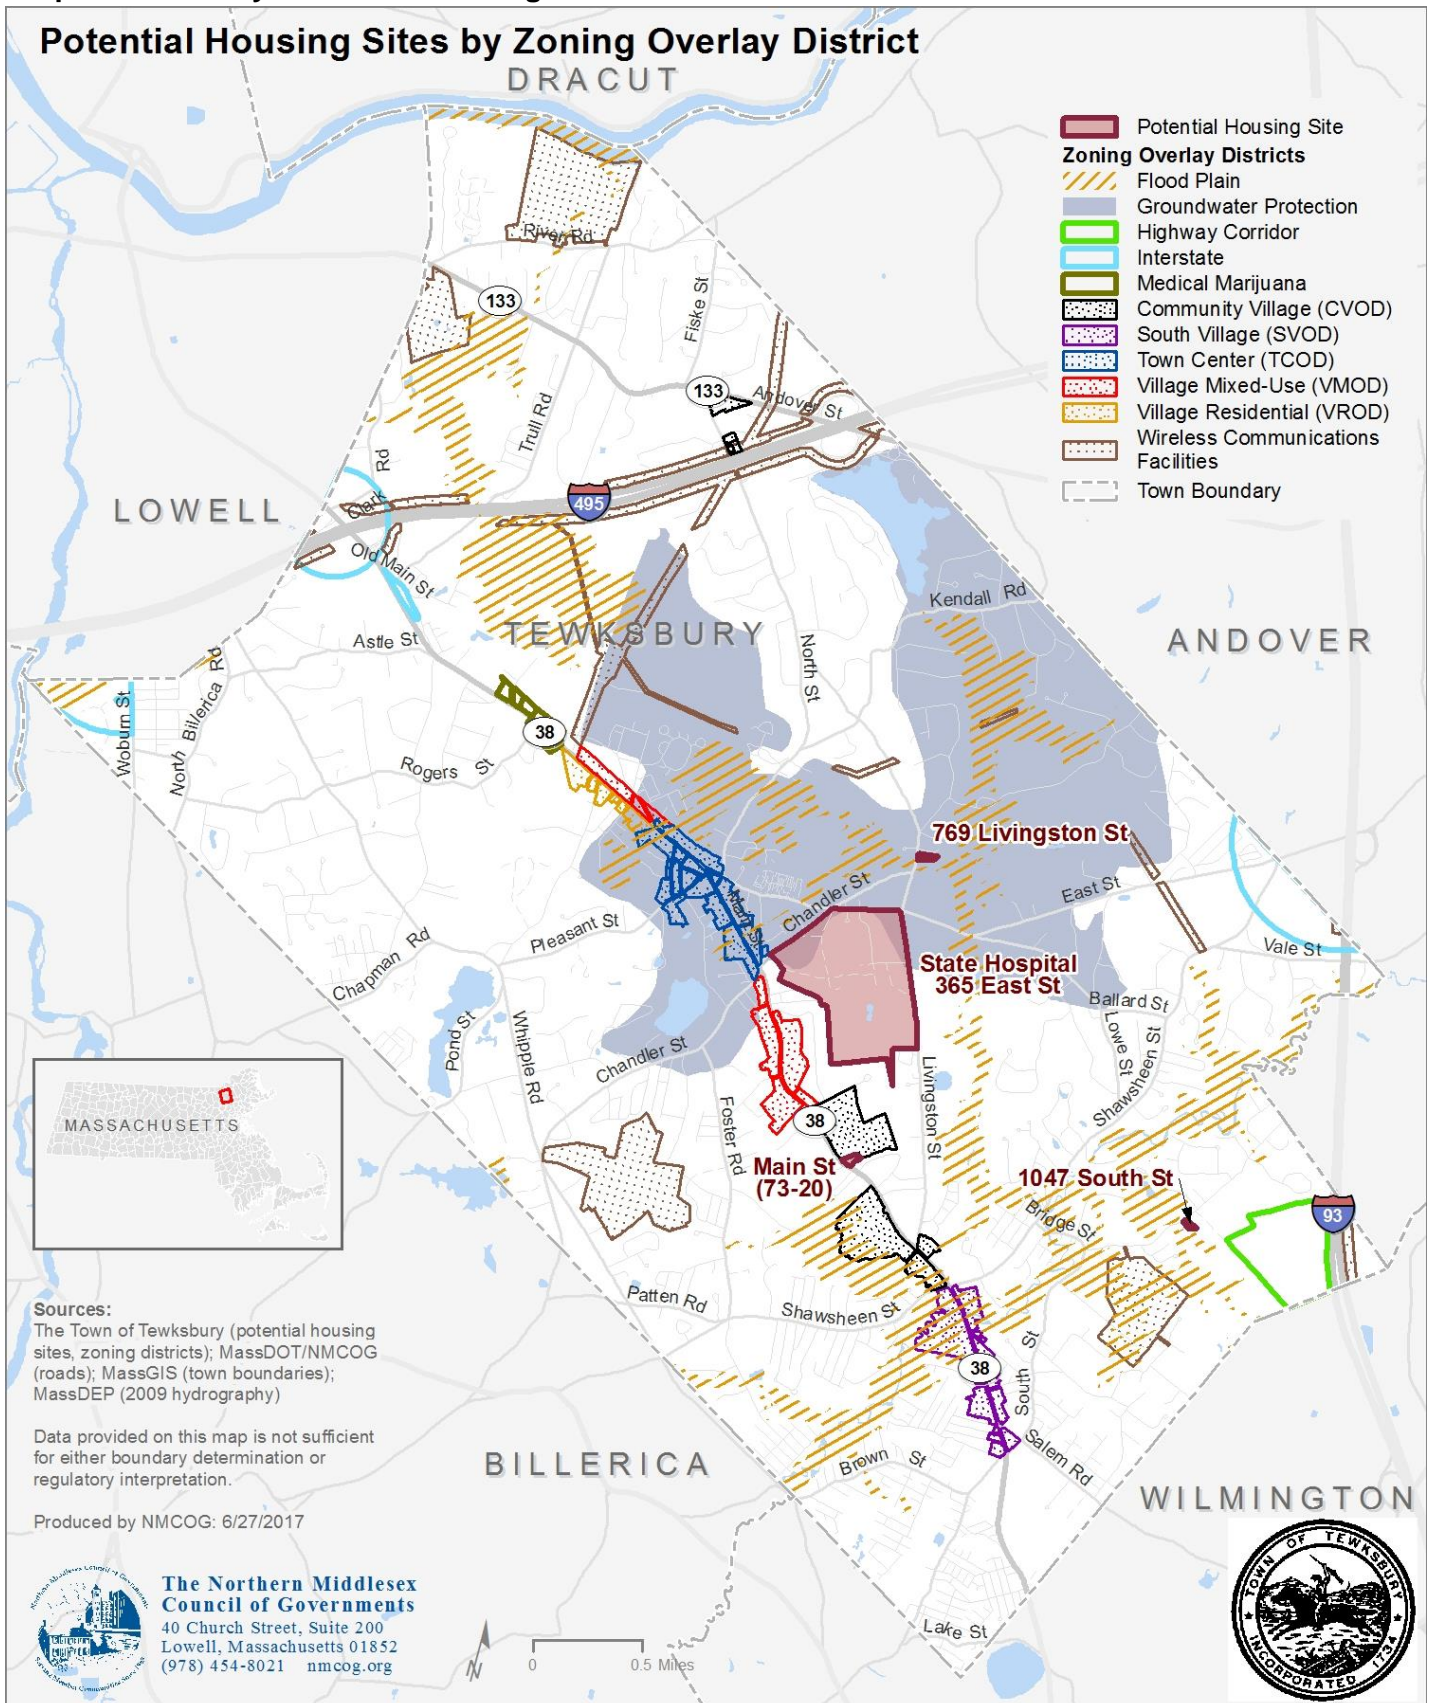 Potential Housing Sites by Zoning Overlay District
DRACUT
Potential Housing Site
Zoning Overlay Districts
Flood Plain
Groundwater Protection
Highway Corridor
Interstate
Medical Marijuana
Community Village (CVOD)
South Village (SVOD)
Town Center (TCOD)
Village Mixed-Use (VMOD)
Village Residential (VROD)
Wireless Communications
Facilities
Town Boundary
River Rd
133
Fiske St
133
Andover St
Trull Rd
Clark Rd
495
LOWELL
Old Main St
Kendall Rd
TEWKSBURY
ANDOVER
Astle St
North St
Woburn St
North Billerica Rd
38
Rogers St
769 Livingston St
Chandler St
East St
Main St
Pleasant St
Chapman Rd
Vale St
State Hospital
365 East St
Ballard St
Lowe St
Pond St
Whipple Rd
Chandler St
Shawsheen St
Livingston St
MASSACHUSETTS
Foster Rd
38
Main St
(73-20)
1047 South St
Bridge St
93
Patten Rd
Shawsheen St
38
South St
Salem Rd
Brown St
BILLERICA
WILMINGTON
Lake St
Sources:
The Town of Tewksbury (potential housing
sites, zoning districts); MassDOT/NMCOG
(roads); MassGIS (town boundaries);
MassDEP (2009 hydrography)
Data provided on this map is not sufficient
for either boundary determination or
regulatory interpretation.
Produced by NMCOG: 6/27/2017
The Northern Middlesex
Council of Governments
40 Church Street, Suite 200
Lowell, Massachusetts 01852
(978) 454-8021 nmcog.org
N
0 0.5 Miles
TOWN OF TEWKSBURY
INCORPORATED 1734